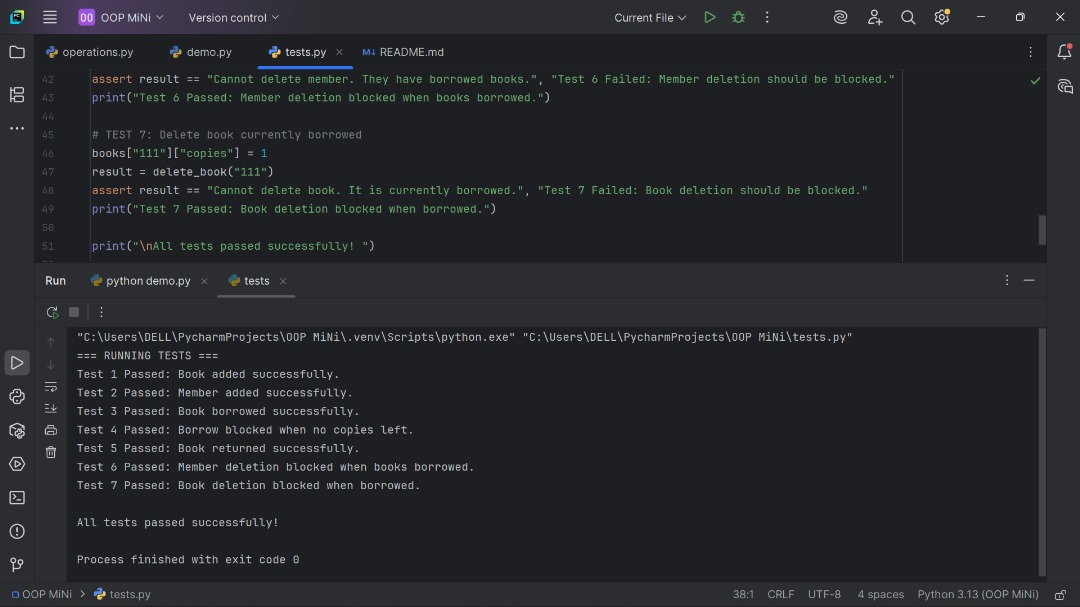 OO OOP MiNi Version control Current File
operations.py demo.py tests.py README.md
42 assert result == "Cannot delete member. They have borrowed books.", "Test 6 Failed: Member deletion should be blocked."
43 print("Test 6 Passed: Member deletion blocked when books borrowed.")
44
45 # TEST 7: Delete book currently borrowed
46 books["111"]["copies"] = 1
47 result = delete_book("111")
48 assert result == "Cannot delete book. It is currently borrowed.", "Test 7 Failed: Book deletion should be blocked."
49 print("Test 7 Passed: Book deletion blocked when borrowed.")
50
51 print("\nAll tests passed successfully! ")
Run python demo.py tests
"C:\Users\DELL\PycharmProjects\OOP MiNi\.venv\Scripts\python.exe" "C:\Users\DELL\PycharmProjects\OOP MiNi\tests.py"
=== RUNNING TESTS ===
Test 1 Passed: Book added successfully.
Test 2 Passed: Member added successfully.
Test 3 Passed: Book borrowed successfully.
Test 4 Passed: Borrow blocked when no copies left.
Test 5 Passed: Book returned successfully.
Test 6 Passed: Member deletion blocked when books borrowed.
Test 7 Passed: Book deletion blocked when borrowed.
All tests passed successfully!
Process finished with exit code 0
OOP MiNi > tests.py 38:1 CRLF UTF-8 4 spaces Python 3.13 (OOP MiNi)